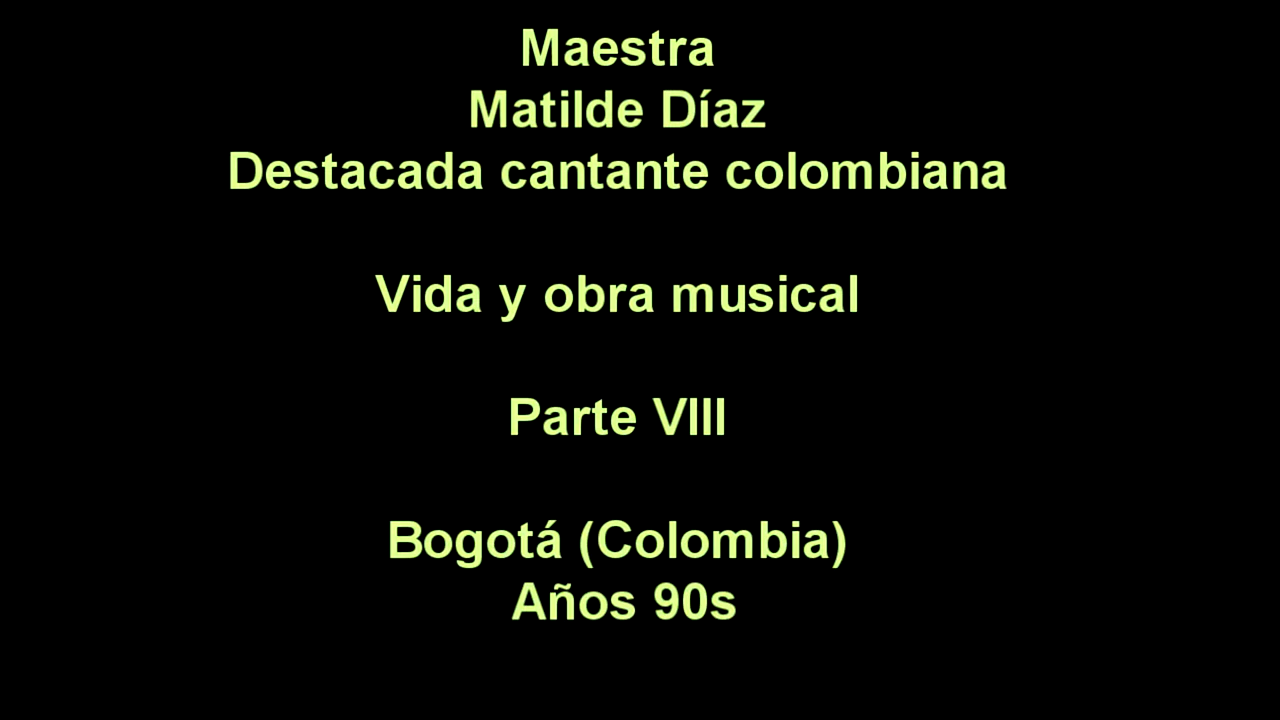 Maestra
Matilde Díaz
Destacada cantante colombiana
Vida y obra musical
Parte VIII
Bogotá (Colombia)
Años 90s